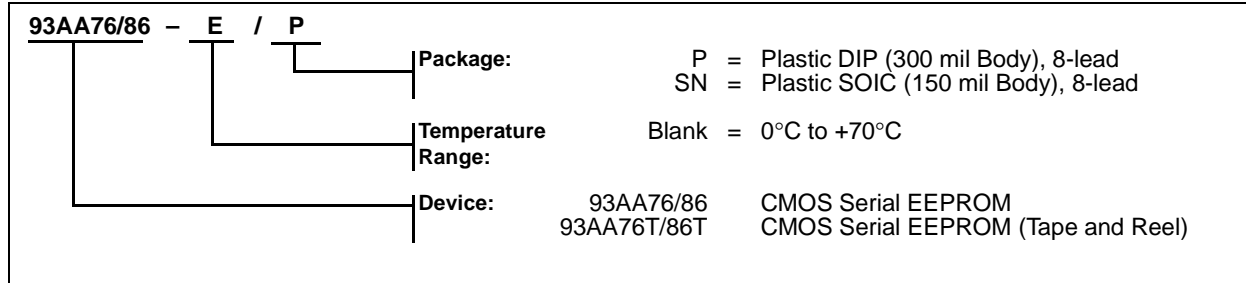 93AA76/86 – E / P
Package: P = Plastic DIP (300 mil Body), 8-lead
SN = Plastic SOIC (150 mil Body), 8-lead
Temperature Blank = 0°C to +70°C
Range:
Device: 93AA76/86 CMOS Serial EEPROM
93AA76T/86T CMOS Serial EEPROM (Tape and Reel)